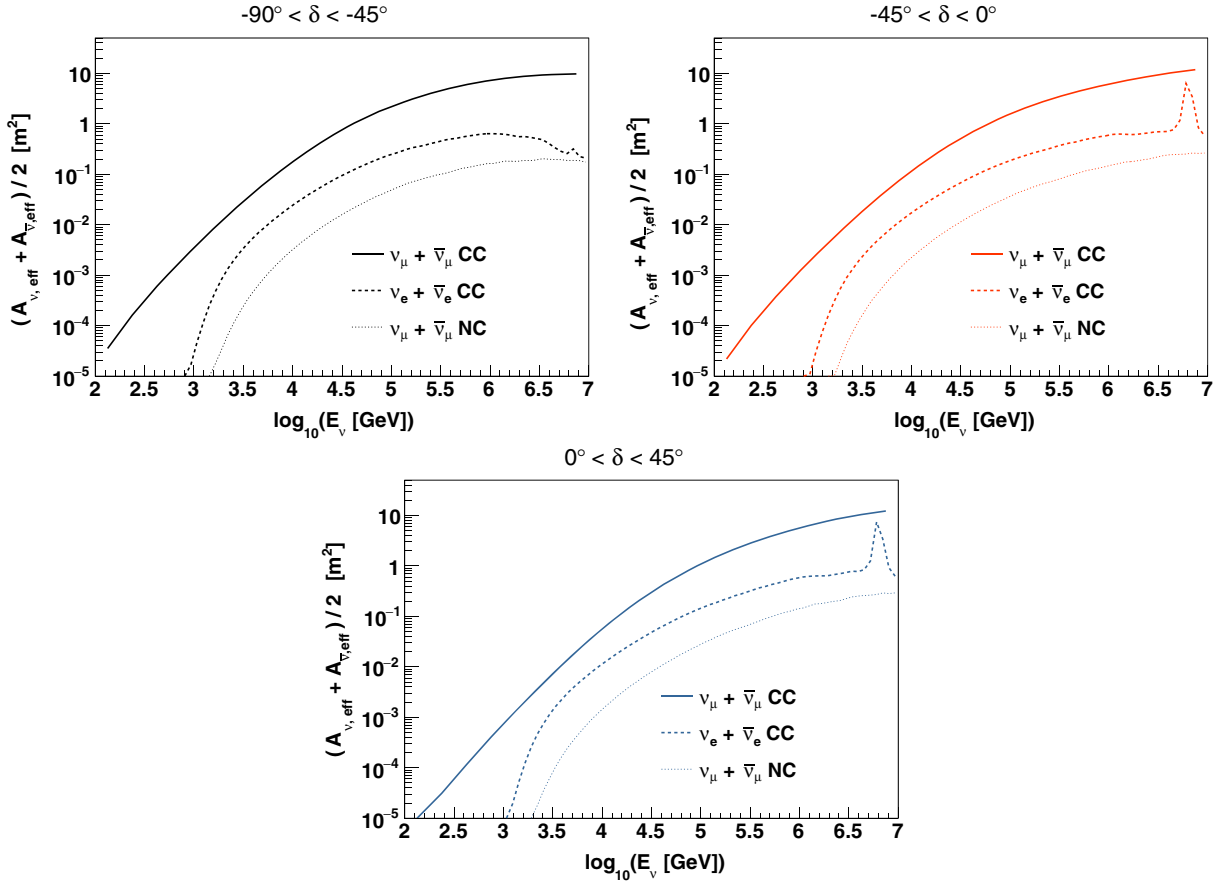 -90° < δ < -45°
(A_ν, eff + A_ν̅,eff) / 2 [m²]
10
1
10⁻¹
10⁻²
10⁻³
10⁻⁴
10⁻⁵
ν_μ + ν̅_μ CC
ν_e + ν̅_e CC
ν_μ + ν̅_μ NC
2 2.5 3 3.5 4 4.5 5 5.5 6 6.5 7
log₁₀(E_ν [GeV])
-45° < δ < 0°
(A_ν, eff + A_ν̅,eff) / 2 [m²]
10
1
10⁻¹
10⁻²
10⁻³
10⁻⁴
10⁻⁵
ν_μ + ν̅_μ CC
ν_e + ν̅_e CC
ν_μ + ν̅_μ NC
2 2.5 3 3.5 4 4.5 5 5.5 6 6.5 7
log₁₀(E_ν [GeV])
0° < δ < 45°
(A_ν, eff + A_ν̅,eff) / 2 [m²]
10
1
10⁻¹
10⁻²
10⁻³
10⁻⁴
10⁻⁵
ν_μ + ν̅_μ CC
ν_e + ν̅_e CC
ν_μ + ν̅_μ NC
2 2.5 3 3.5 4 4.5 5 5.5 6 6.5 7
log₁₀(E_ν [GeV])